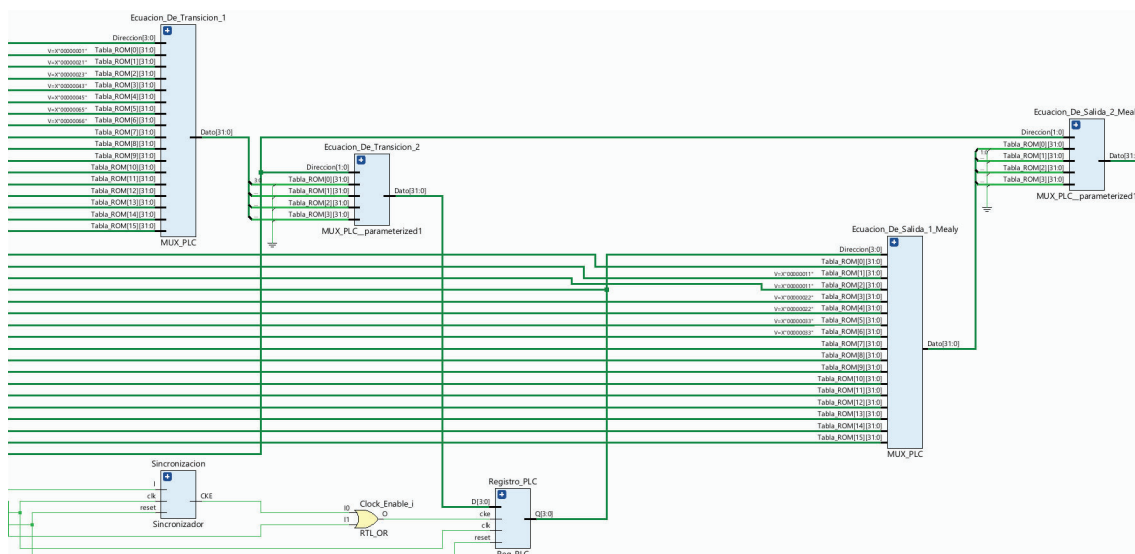 Ecuacion_De_Transicion_1
Direccion[3:0]
V=X"00000001" Tabla_ROM[0][31:0]
V=X"00000021" Tabla_ROM[1][31:0]
V=X"00000023" Tabla_ROM[2][31:0]
V=X"00000043" Tabla_ROM[3][31:0]
V=X"00000045" Tabla_ROM[4][31:0]
V=X"00000065" Tabla_ROM[5][31:0]
V=X"00000066" Tabla_ROM[6][31:0]
Tabla_ROM[7][31:0]
Tabla_ROM[8][31:0]
Tabla_ROM[9][31:0]
Tabla_ROM[10][31:0]
Tabla_ROM[11][31:0]
Tabla_ROM[12][31:0]
Tabla_ROM[13][31:0]
Tabla_ROM[14][31:0]
Tabla_ROM[15][31:0]
Dato[31:0]
MUX_PLC
Ecuacion_De_Transicion_2
Direccion[1:0]
3:0 Tabla_ROM[0][31:0]
Tabla_ROM[1][31:0]
Tabla_ROM[2][31:0]
Tabla_ROM[3][31:0]
Dato[31:0]
MUX_PLC__parameterized1
Ecuacion_De_Salida_2_Meal
Direccion[1:0]
Tabla_ROM[0][31:0]
1:0 Tabla_ROM[1][31:0]
Tabla_ROM[2][31:0]
Tabla_ROM[3][31:0]
Dato[31:
MUX_PLC__parameterized1
Ecuacion_De_Salida_1_Mealy
Direccion[3:0]
Tabla_ROM[0][31:0]
V=X"00000011" Tabla_ROM[1][31:0]
V=X"00000011" Tabla_ROM[2][31:0]
V=X"00000022" Tabla_ROM[3][31:0]
V=X"00000022" Tabla_ROM[4][31:0]
V=X"00000033" Tabla_ROM[5][31:0]
V=X"00000033" Tabla_ROM[6][31:0]
Tabla_ROM[7][31:0]
Tabla_ROM[8][31:0]
Tabla_ROM[9][31:0]
Tabla_ROM[10][31:0]
Tabla_ROM[11][31:0]
Tabla_ROM[12][31:0]
Tabla_ROM[13][31:0]
Tabla_ROM[14][31:0]
Tabla_ROM[15][31:0]
Dato[31:0]
MUX_PLC
Sincronizacion
I
clk
reset
CKE
Sincronizador
Clock_Enable_i
I0
I1
O
RTL_OR
Registro_PLC
D[3:0]
cke
clk
reset
Q[3:0]
Reg_PLC